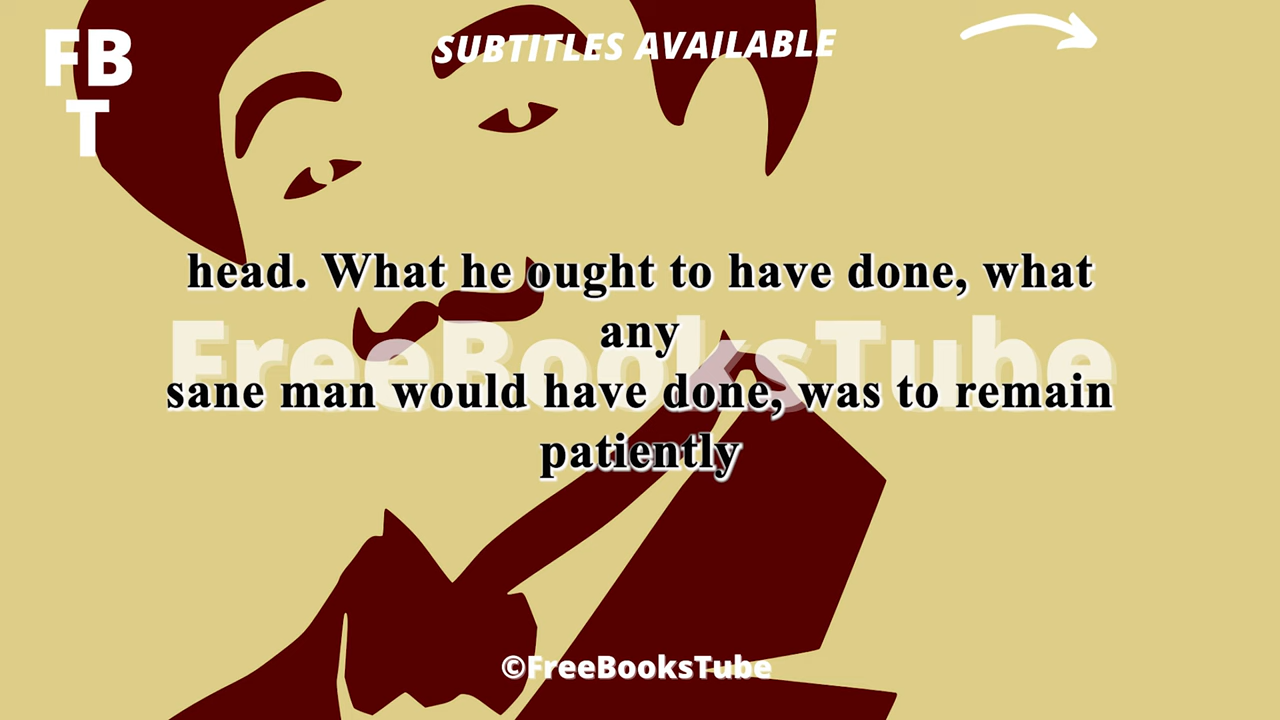 FB
T
SUBTITLES AVAILABLE
head. What he ought to have done, what
any
FreeBooksTube
sane man would have done, was to remain
patiently
©FreeBooksTube